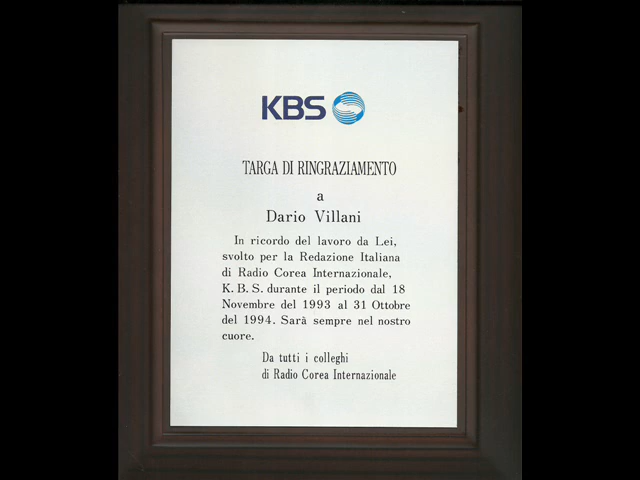 KBS
TARGA DI RINGRAZIAMENTO
a
Dario Villani
In ricordo del lavoro da Lei,
svolto per la Redazione Italiana
di Radio Corea Internazionale,
K. B. S. durante il periodo dal 18
Novembre del 1993 al 31 Ottobre
del 1994. Sarà sempre nel nostro
cuore.
Da tutti i colleghi
di Radio Corea Internazionale